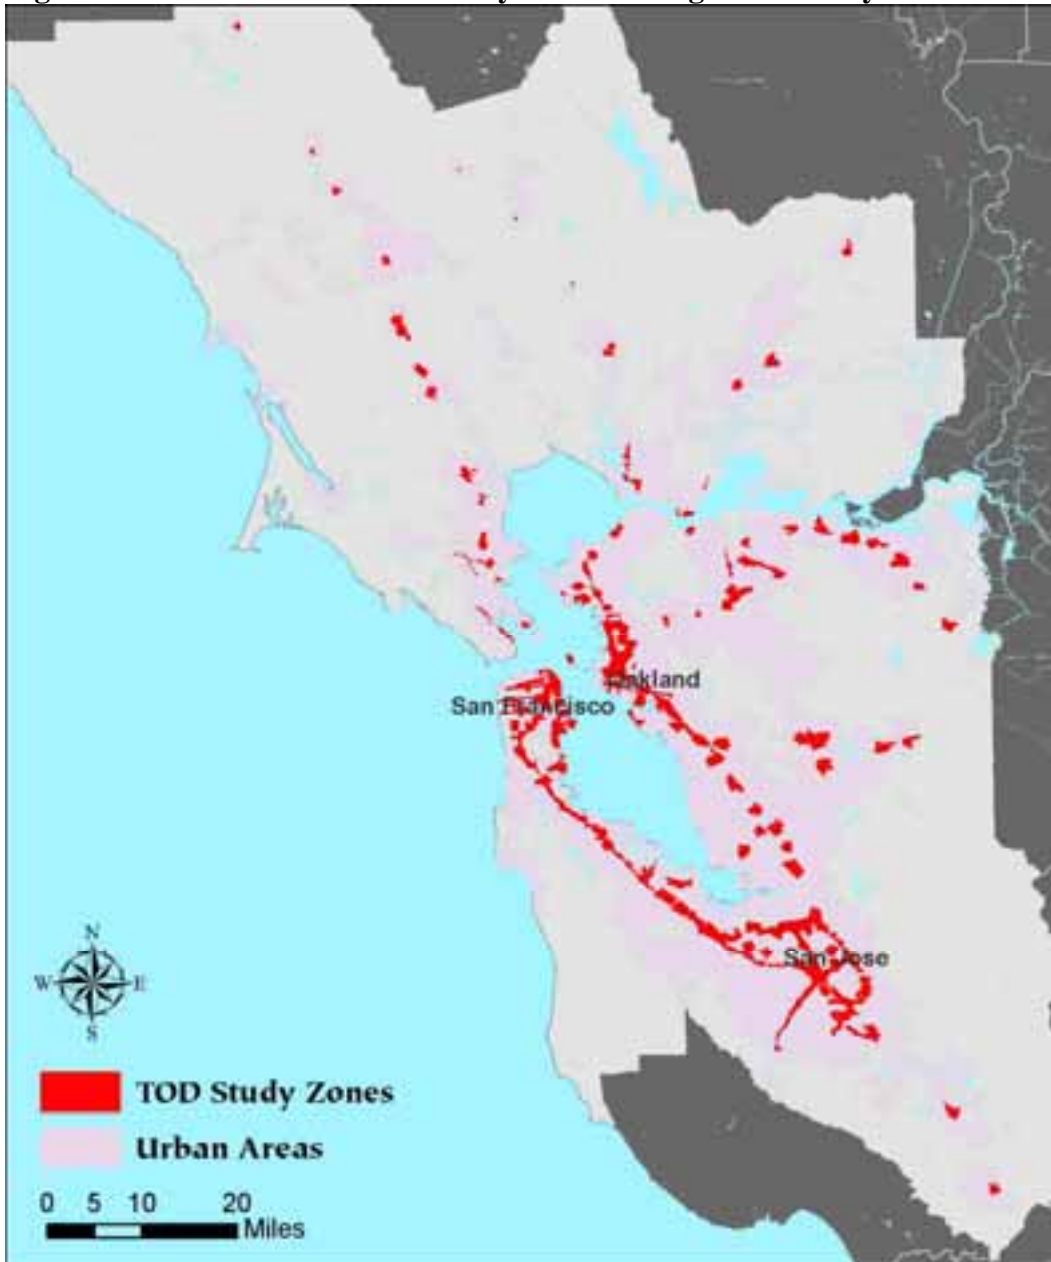 Oakland
San Francisco
San Jose
N
W E
S
TOD Study Zones
Urban Areas
0 5 10 20
Miles